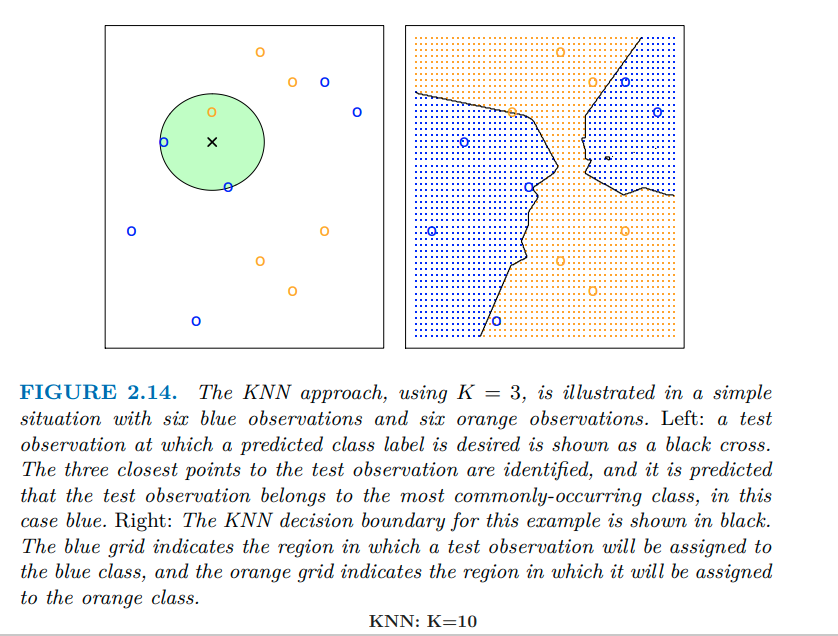 FIGURE 2.14. The KNN approach, using K = 3, is illustrated in a simple
situation with six blue observations and six orange observations. Left: a test
observation at which a predicted class label is desired is shown as a black cross.
The three closest points to the test observation are identified, and it is predicted
that the test observation belongs to the most commonly-occurring class, in this
case blue. Right: The KNN decision boundary for this example is shown in black.
The blue grid indicates the region in which a test observation will be assigned to
the blue class, and the orange grid indicates the region in which it will be assigned
to the orange class.
KNN: K=10